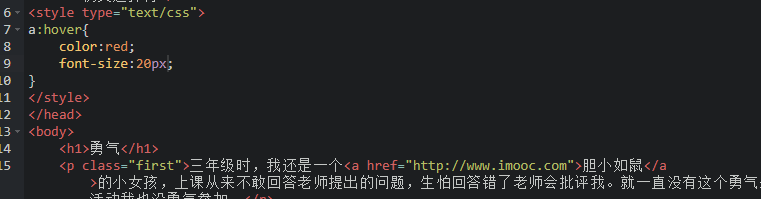 6 <style type="text/css">
7 a:hover{
8 color:red;
9 font-size:20px;
10 }
11 </style>
12 </head>
13 <body>
14 <h1>勇气</h1>
15 <p class="first">三年级时，我还是一个<a href="http://www.imooc.com">胆小如鼠</a
>的小女孩，上课从来不敢回答老师提出的问题，生怕回答错了老师会批评我。就一直没有这个勇气
活动我也没勇气参加。</p>